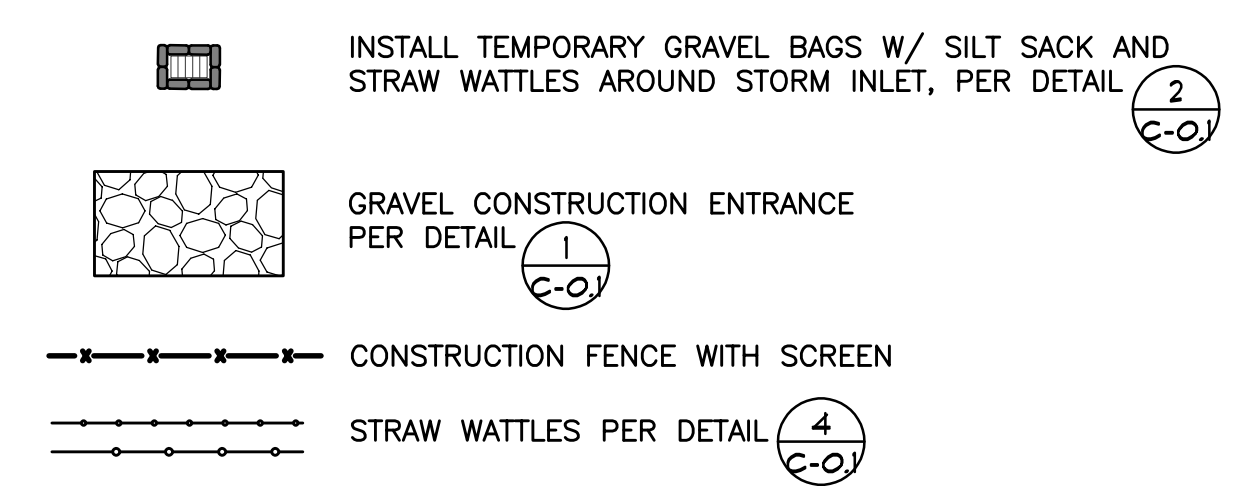 INSTALL TEMPORARY GRAVEL BAGS W/ SILT SACK AND
STRAW WATTLES AROUND STORM INLET, PER DETAIL
2
C-0.1
GRAVEL CONSTRUCTION ENTRANCE
PER DETAIL
1
C-0.1
CONSTRUCTION FENCE WITH SCREEN
STRAW WATTLES PER DETAIL
4
C-0.1